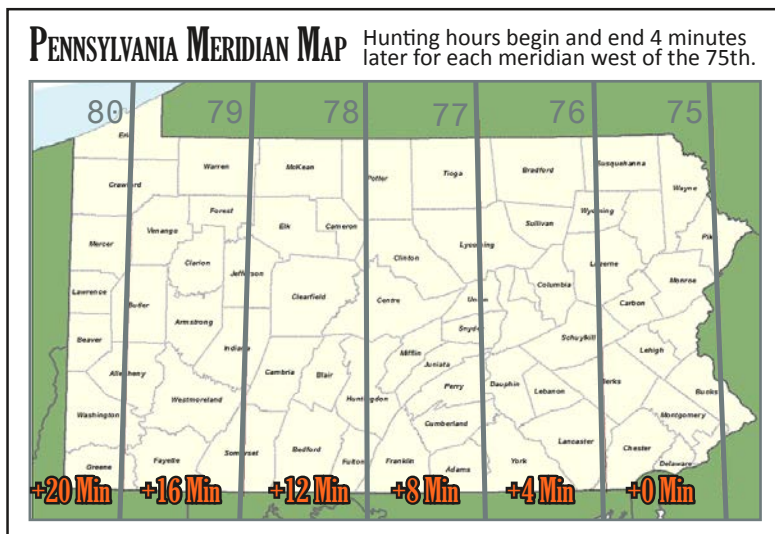 PENNSYLVANIA MERIDIAN MAP
Hunting hours begin and end 4 minutes
later for each meridian west of the 75th.
80 79 78 77 76 75
Erie
Warren McKean Potter Tioga Bradford Susquehanna
Crawford Wayne
Forest Wyoming
Venango Elk Cameron Sullivan
Mercer Lycoming Pike
Clarion Jefferson Clinton Luzerne
Lawrence Butler Clearfield Centre Union Columbia Monroe
Carbon
Armstrong Snyder
Beaver Indiana Schuylkill
Mifflin Juniata Lehigh
Allegheny Cambria Blair Perry Dauphin Lebanon Berks Bucks
Westmoreland Huntingdon
Washington Cumberland Montgomery
Somerset Bedford Lancaster Chester
Greene Fayette Fulton Franklin Adams York Delaware
+20 Min +16 Min +12 Min +8 Min +4 Min +0 Min